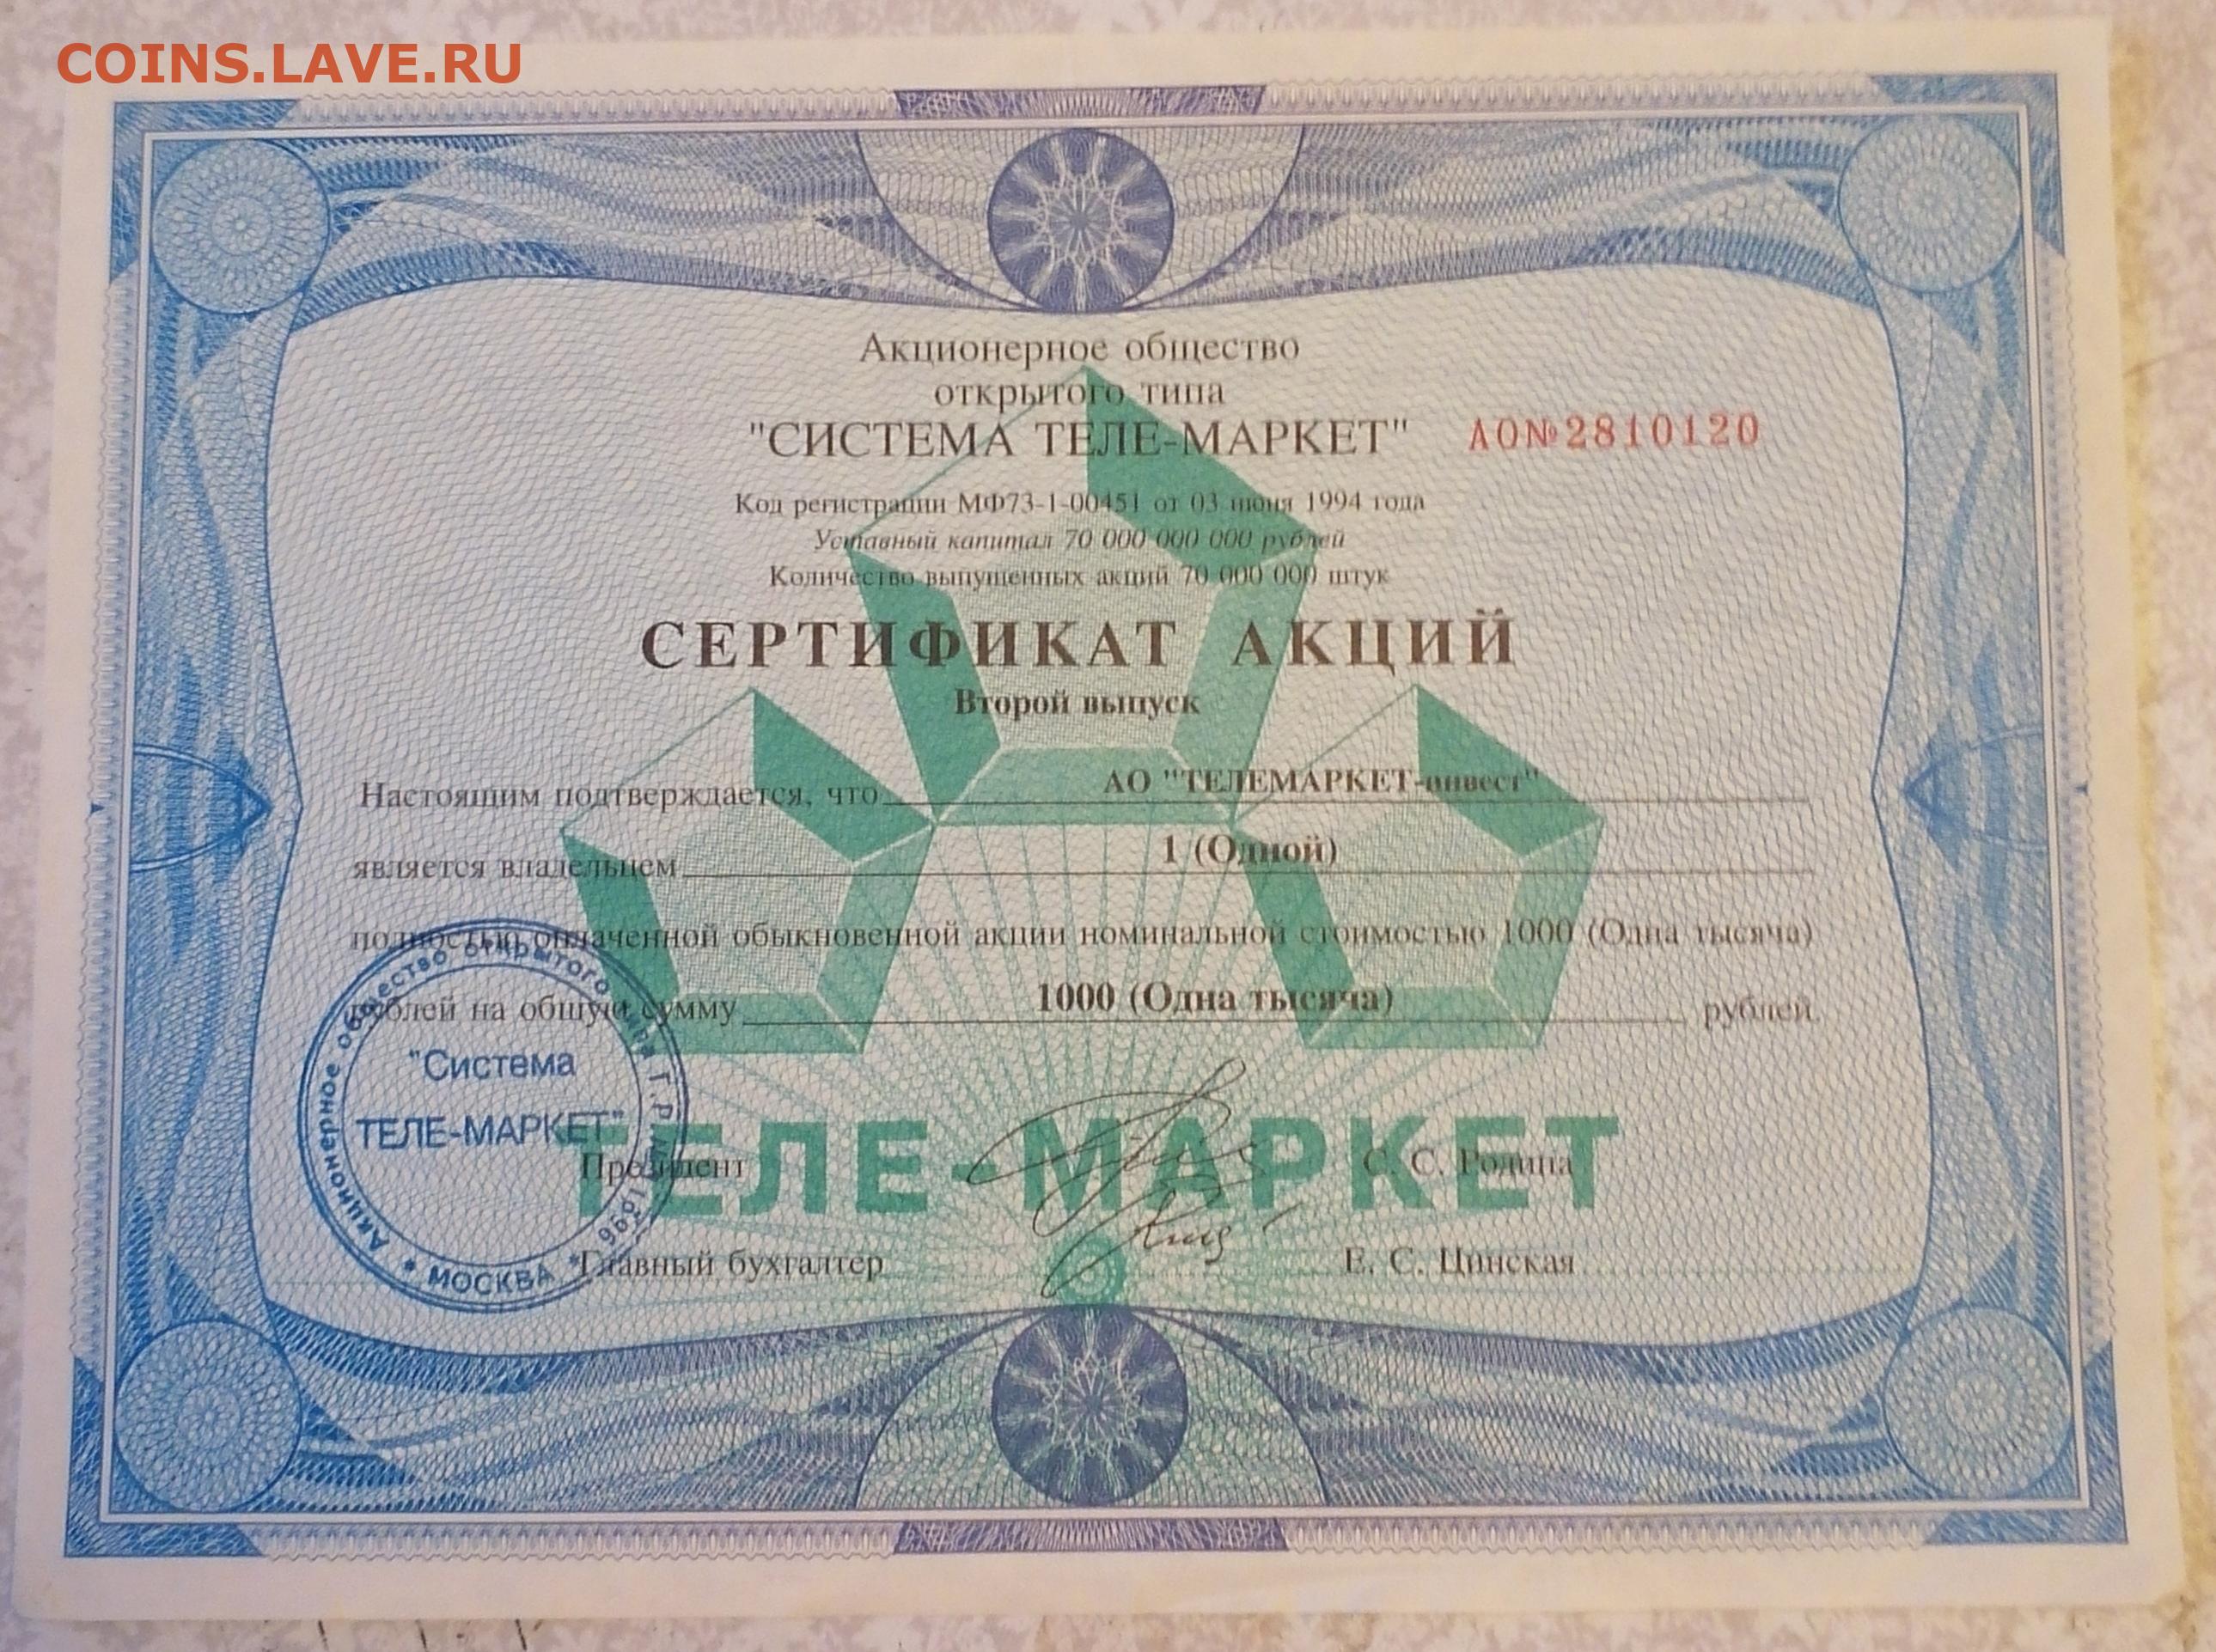 COINS.LAVE.RU
Акционерное общество
открытого типа
"СИСТЕМА ТЕЛЕ-МАРКЕТ" АО№2810120
Код регистрации МФ73-1-00451 от 03 июня 1994 года
Уставный капитал 70 000 000 000 рублей
Количество выпущенных акций 70 000 000 штук
СЕРТИФИКАТ АКЦИЙ
Второй выпуск
Настоящим подтверждается, что АО "ТЕЛЕМАРКЕТ-инвест"
является владельцем 1 (Одной)
полностью оплаченной обыкновенной акции номинальной стоимостью 1000 (Одна тысяча)
рублей на общую сумму 1000 (Одна тысяча) рублей.
Акционерное общество открытого типа
"Система
ТЕЛЕ-МАРКЕТ"
* МОСКВА *
ТЕЛЕ-МАРКЕТ
Президент С. С. Родина
Главный бухгалтер Е. С. Цинская